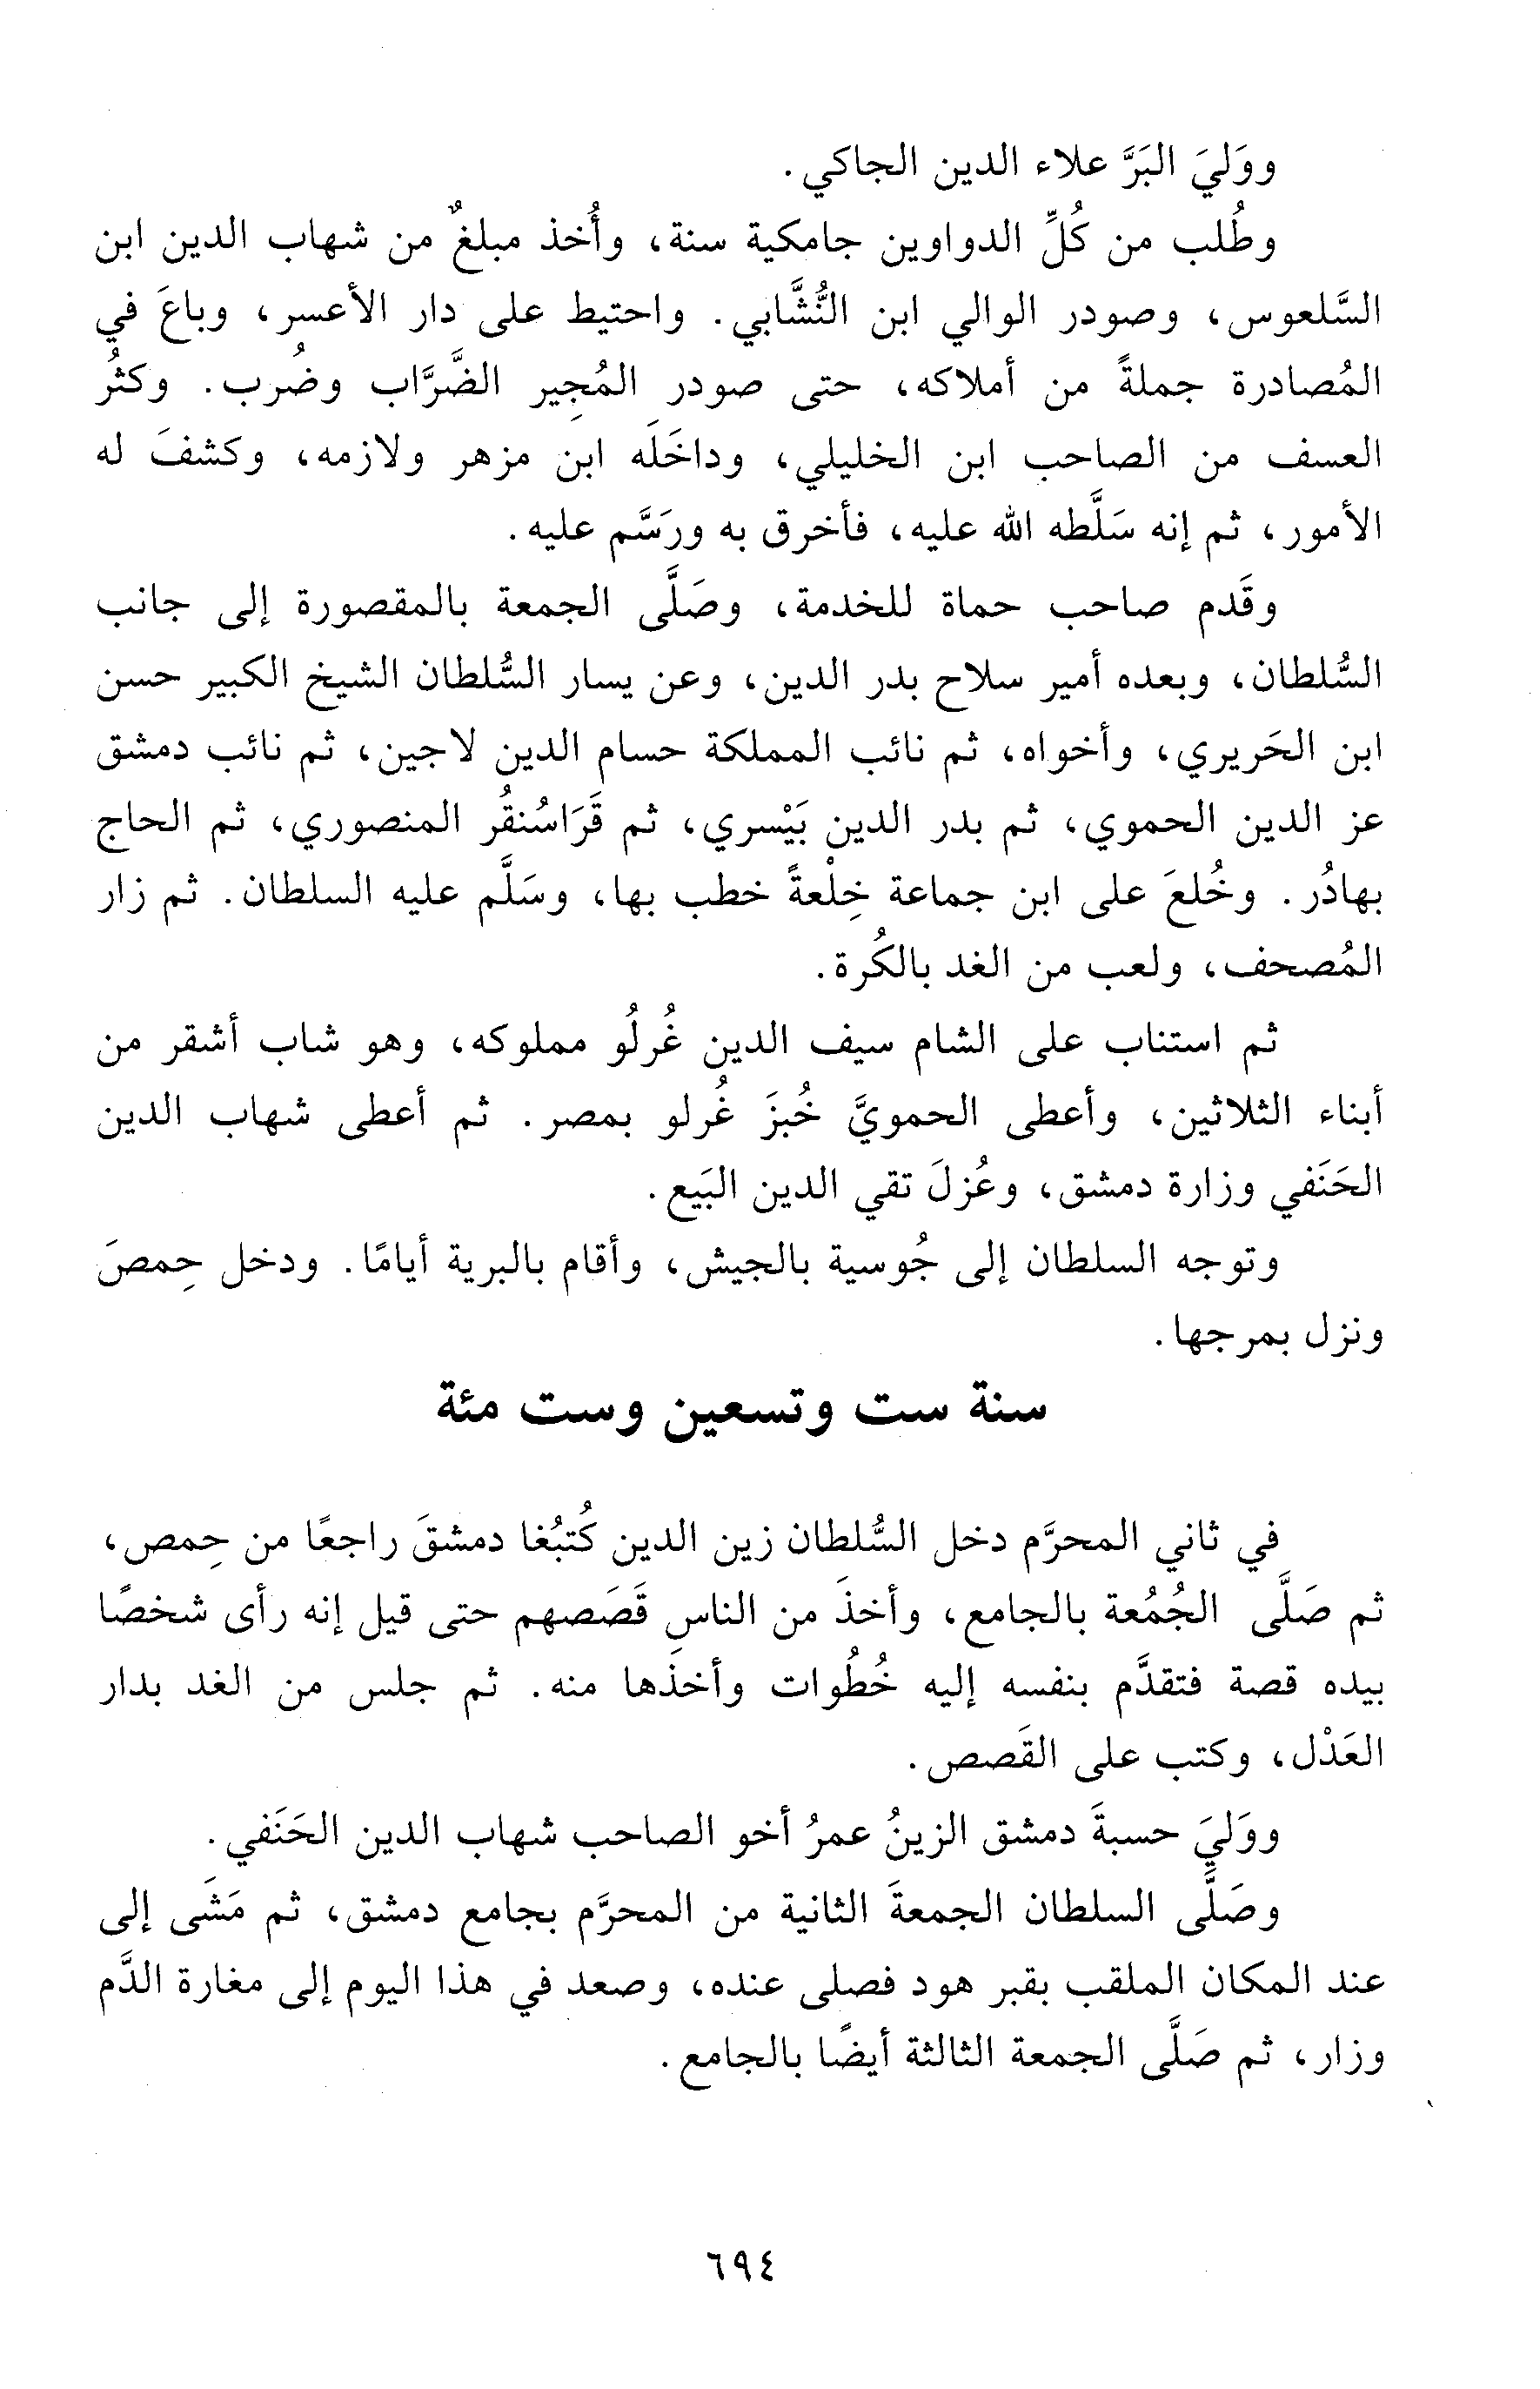 ووَليَ البَرَّ علاء الدين الجاكي.
وطُلب من كُلِّ الدواوين جامكية سنة، وأُخذ مبلغٌ من شهاب الدين ابن
السَّلعوس، وصودر الوالي ابن النُّشَّابي. واحتيط على دار الأعسر، وباعَ في
المُصادرة جملةً من أملاكه، حتى صودر المُجِير الضَّرَّاب وضُرب. وكثُر
العسف من الصاحب ابن الخليلي، وداخَلَه ابن مزهر ولازمه، وكشفَ له
الأمور، ثم إنه سَلَّطه الله عليه، فأخرق به ورَسَّم عليه.
وقَدم صاحب حماة للخدمة، وصَلَّى الجمعة بالمقصورة إلى جانب
السُّلطان، وبعده أمير سلاح بدر الدين، وعن يسار السُّلطان الشيخ الكبير حسن
ابن الحَريري، وأخواه، ثم نائب المملكة حسام الدين لاجين، ثم نائب دمشق
عز الدين الحموي، ثم بدر الدين بَيْسري، ثم قَرَاسُنقُر المنصوري، ثم الحاج
بهادُر. وخُلعَ على ابن جماعة خِلْعةً خطب بها، وسَلَّم عليه السلطان. ثم زار
المُصحف، ولعب من الغد بالكُرة.
ثم استناب على الشام سيف الدين غُرلُو مملوكه، وهو شاب أشقر من
أبناء الثلاثين، وأعطى الحمويَّ خُبزَ غُرلو بمصر. ثم أعطى شهاب الدين
الحَنَفي وزارة دمشق، وعُزلَ تقي الدين البَيع.
وتوجه السلطان إلى جُوسية بالجيش، وأقام بالبرية أيامًا. ودخل حِمصَ
ونزل بمرجها.
سنة ست وتسعين وست مئة
في ثاني المحرَّم دخل السُّلطان زين الدين كُتبُغا دمشقَ راجعًا من حِمص،
ثم صَلَّى الجُمُعة بالجامع، وأخذَ من الناسِ قَصَصهم حتى قيل إنه رأى شخصًا
بيده قصة فتقدَّم بنفسه إليه خُطُوات وأخذَها منه. ثم جلس من الغد بدار
العَدْل، وكتب على القَصص.
ووَليَ حسبةَ دمشق الزينُ عمرُ أخو الصاحب شهاب الدين الحَنَفي.
وصَلَّى السلطان الجمعةَ الثانية من المحرَّم بجامع دمشق، ثم مَشَى إلى
عند المكان الملقب بقبر هود فصلى عنده، وصعد في هذا اليوم إلى مغارة الدَّم
وزار، ثم صَلَّى الجمعة الثالثة أيضًا بالجامع.
٦٩٤